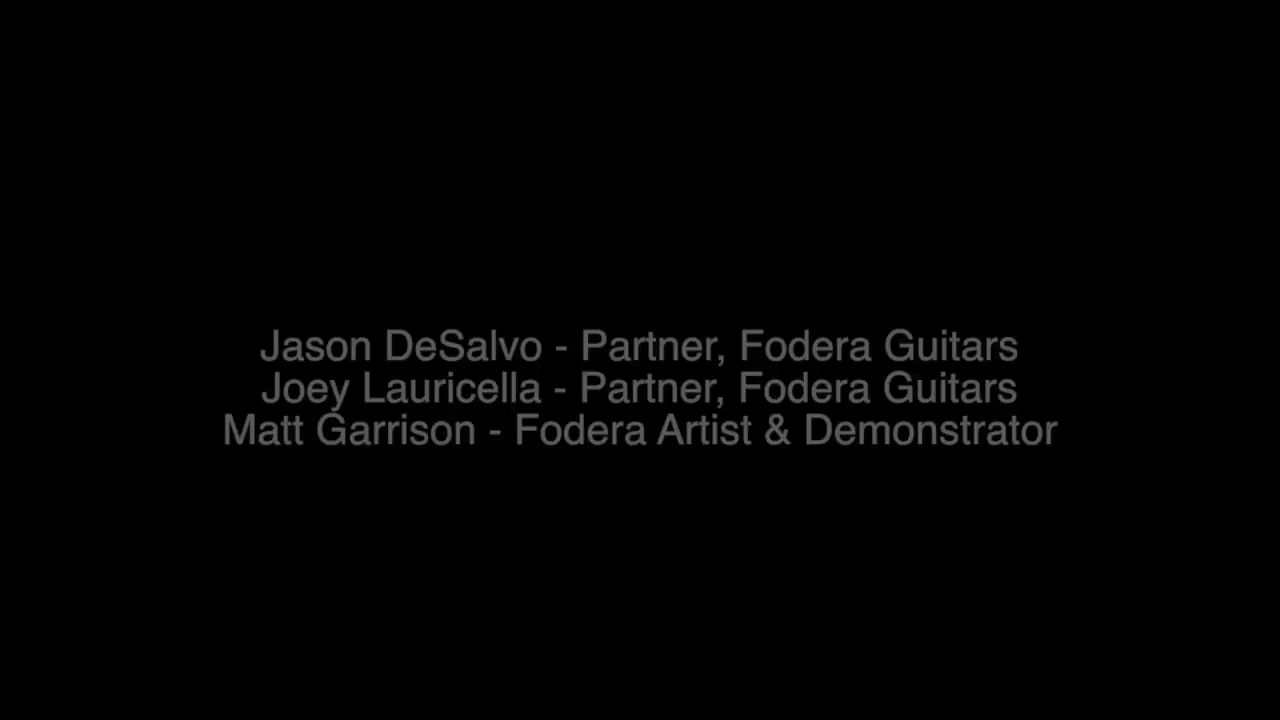 Jason DeSalvo - Partner, Fodera Guitars
Joey Lauricella - Partner, Fodera Guitars
Matt Garrison - Fodera Artist & Demonstrator